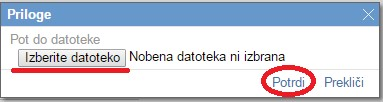 Priloge
Pot do datoteke
Izberite datoteko Nobena datoteka ni izbrana
Potrdi Prekliči